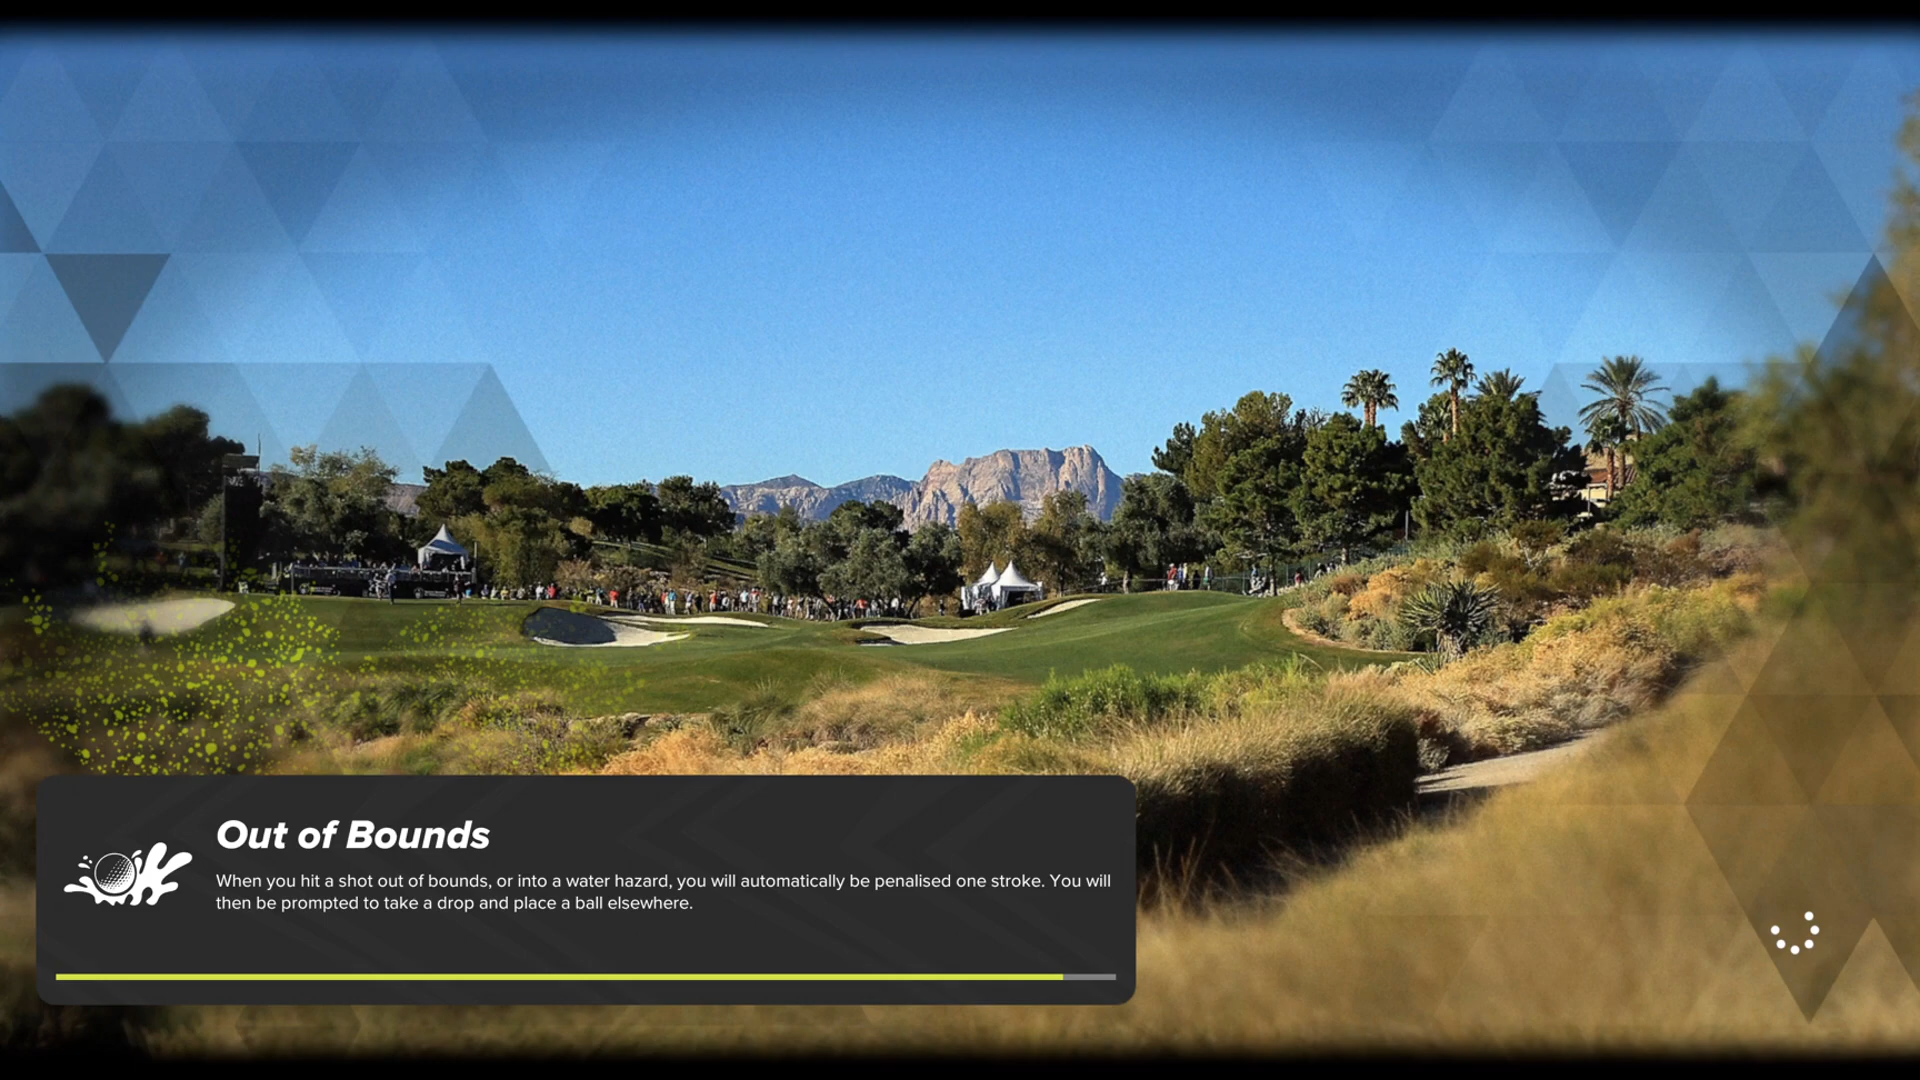 Out of Bounds
When you hit a shot out of bounds, or into a water hazard, you will automatically be penalised one stroke. You will
then be prompted to take a drop and place a ball elsewhere.